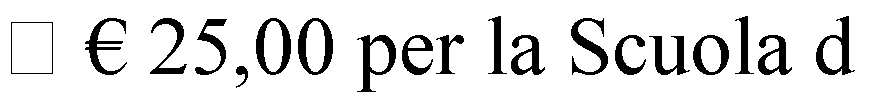 □ € 25,00 per la Scuola d